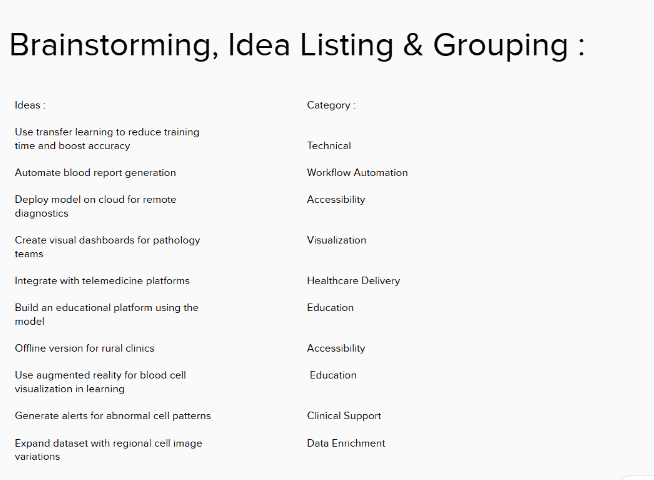 Brainstorming, Idea Listing & Grouping :
Ideas :
Category :
Use transfer learning to reduce training
time and boost accuracy
Technical
Automate blood report generation
Workflow Automation
Deploy model on cloud for remote
diagnostics
Accessibility
Create visual dashboards for pathology
teams
Visualization
Integrate with telemedicine platforms
Healthcare Delivery
Build an educational platform using the
model
Education
Offline version for rural clinics
Accessibility
Use augmented reality for blood cell
visualization in learning
Education
Generate alerts for abnormal cell patterns
Clinical Support
Expand dataset with regional cell image
variations
Data Enrichment